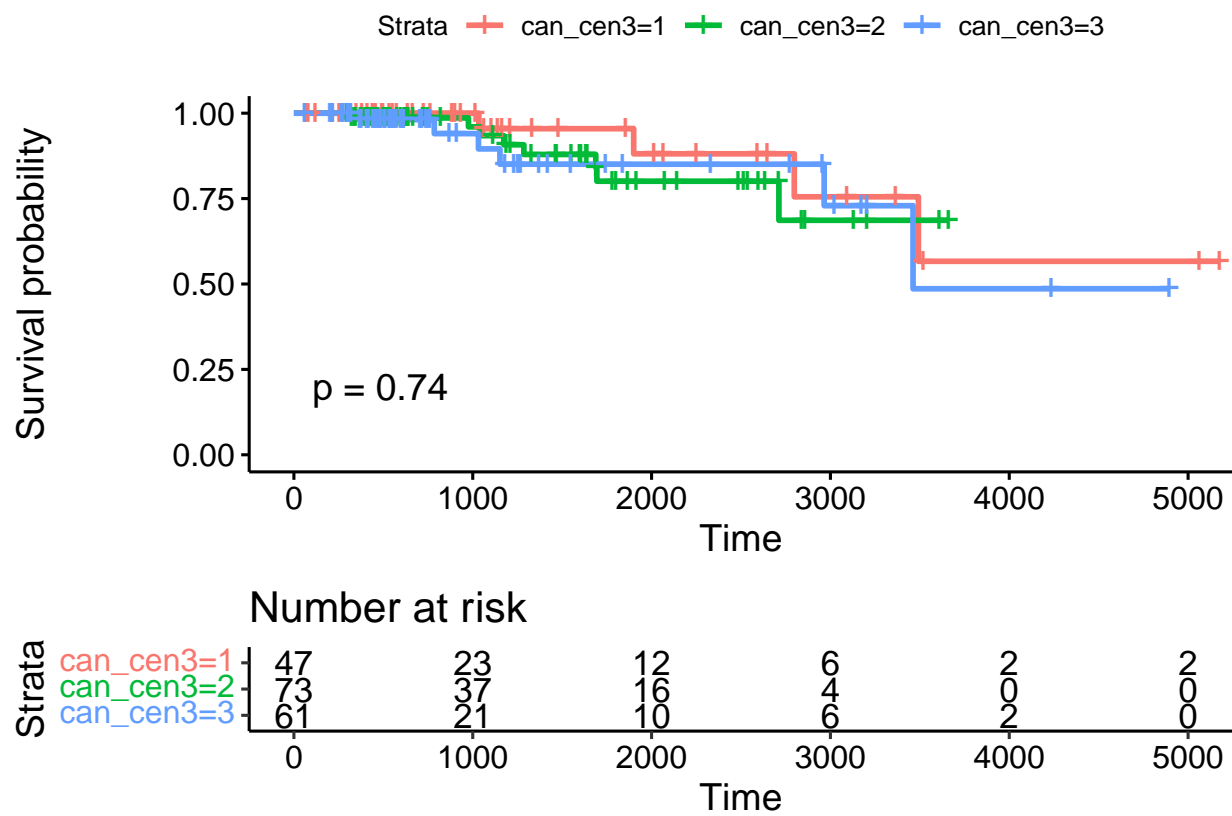 Strata can_cen3=1 can_cen3=2 can_cen3=3
Survival probability
1.00
0.75
0.50
0.25
0.00
p = 0.74
0 1000 2000 3000 4000 5000
Time
Number at risk
Strata
can_cen3=1 47 23 12 6 2 2
can_cen3=2 73 37 16 4 0 0
can_cen3=3 61 21 10 6 2 0
0 1000 2000 3000 4000 5000
Time